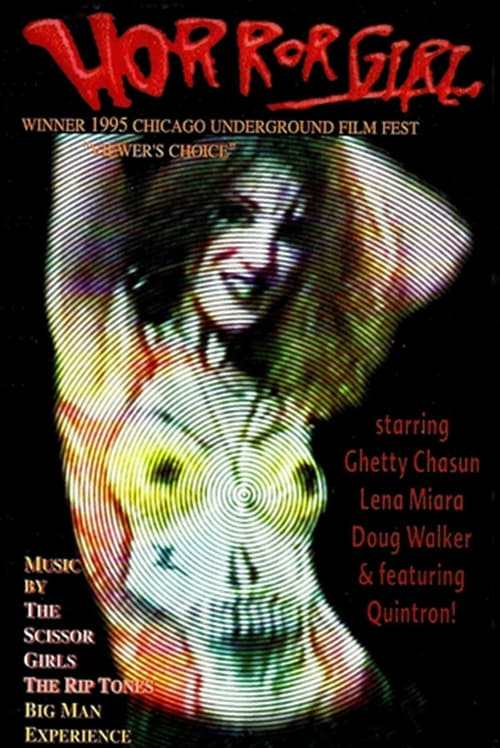 HORROR GIRL
WINNER 1995 CHICAGO UNDERGROUND FILM FEST
"VIEWER'S CHOICE"
starring
Ghetty Chasun
Lena Miara
Doug Walker
& featuring
Quintron!
MUSIC
BY
THE
SCISSOR
GIRLS
THE RIP TONES
BIG MAN
EXPERIENCE